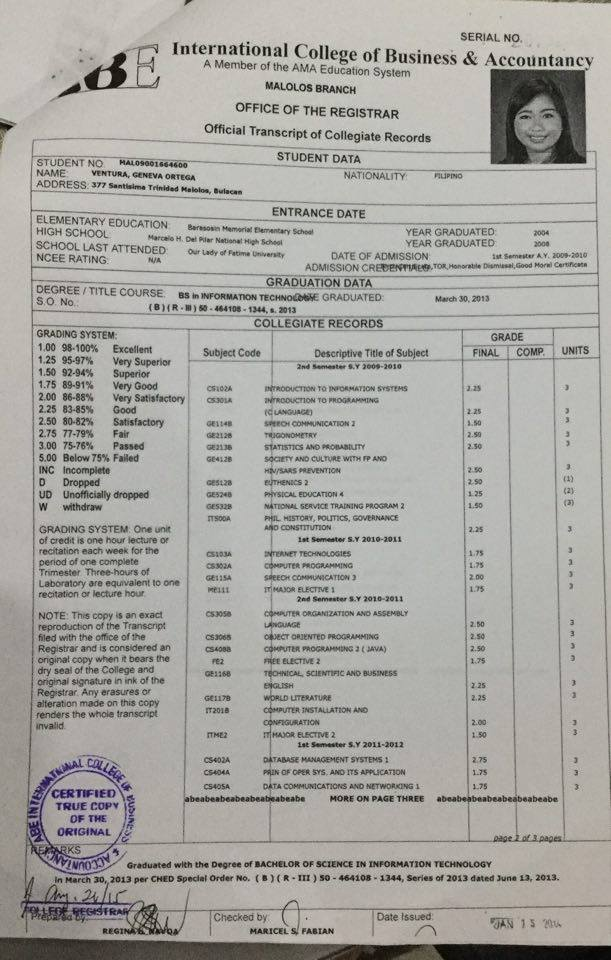 SERIAL NO.
BE International College of Business & Accountancy
A Member of the AMA Education System
MALOLOS BRANCH
OFFICE OF THE REGISTRAR
Official Transcript of Collegiate Records
STUDENT DATA
STUDENT NO. MAL09001664600
NAME: VENTURA, GENEVA ORTEGA NATIONALITY: FILIPINO
ADDRESS: 377 Santisima Trinidad Malolos, Bulacan
ENTRANCE DATE
ELEMENTARY EDUCATION: Barasoain Memorial Elementary School YEAR GRADUATED: 2004
HIGH SCHOOL: Marcelo H. Del Pilar National High School YEAR GRADUATED: 2008
SCHOOL LAST ATTENDED: Our Lady of Fatima University DATE OF ADMISSION: 1st Semester A.Y. 2009-2010
NCEE RATING: N/A ADMISSION CREDENTIALS: TOR,Honorable Dismissal,Good Moral Certificate
GRADUATION DATA
DEGREE / TITLE COURSE: BS in INFORMATION TECHNOLOGY DATE GRADUATED: March 30, 2013
S.O. No.: ( B ) ( R - III ) 50 - 464108 - 1344, s. 2013
COLLEGIATE RECORDS
GRADING SYSTEM:
1.00 98-100% Excellent
1.25 95-97% Very Superior
1.50 92-94% Superior
1.75 89-91% Very Good
2.00 86-88% Very Satisfactory
2.25 83-85% Good
2.50 80-82% Satisfactory
2.75 77-79% Fair
3.00 75-76% Passed
5.00 Below 75% Failed
INC Incomplete
D Dropped
UD Unofficially dropped
W withdraw
GRADING SYSTEM: One unit
of credit is one hour lecture or
recitation each week for the
period of one complete
Trimester. Three-hours of
Laboratory are equivalent to one
recitation or lecture hour.
NOTE: This copy is an exact
reproduction of the Transcript
filed with the office of the
Registrar and is considered an
original copy when it bears the
dry seal of the College and
original signature in ink of the
Registrar. Any erasures or
alteration made on this copy
renders the whole transcript
invalid.
GRADE
Subject Code Descriptive Title of Subject FINAL COMP. UNITS
2nd Semester S.Y 2009-2010
CS102A INTRODUCTION TO INFORMATION SYSTEMS 2.25 3
CS301A INTRODUCTION TO PROGRAMMING
(C LANGUAGE) 2.25 3
GE114B SPEECH COMMUNICATION 2 1.50 3
GE212B TRIGONOMETRY 2.50 3
GE213B STATISTICS AND PROBABILITY 2.50 3
GE412B SOCIETY AND CULTURE WITH FP AND
HIV/SARS PREVENTION 2.50 3
GE512B EUTHENICS 2 2.50 (1)
GE524B PHYSICAL EDUCATION 4 1.25 (2)
GE532B NATIONAL SERVICE TRAINING PROGRAM 2 1.50 (3)
ITS00A PHIL. HISTORY, POLITICS, GOVERNANCE
AND CONSTITUTION 2.25 3
1st Semester S.Y 2010-2011
CS103A INTERNET TECHNOLOGIES 1.75 3
CS302A COMPUTER PROGRAMMING 1.75 3
GE115A SPEECH COMMUNICATION 3 2.00 3
ME111 IT MAJOR ELECTIVE 1 1.75 3
2nd Semester S.Y 2010-2011
CS305B COMPUTER ORGANIZATION AND ASSEMBLY
LANGUAGE 2.50 3
CS306B OBJECT ORIENTED PROGRAMMING 2.50 3
CS408B COMPUTER PROGRAMMING 2 ( JAVA) 2.50 3
FE2 FREE ELECTIVE 2 1.75 3
GE116B TECHNICAL, SCIENTIFIC AND BUSINESS
ENGLISH 2.25 3
GE117B WORLD LITERATURE 2.25 3
IT201B COMPUTER INSTALLATION AND
CONFIGURATION 2.00 3
ITME2 IT MAJOR ELECTIVE 2 1.50 3
1st Semester S.Y 2011-2012
CS402A DATABASE MANAGEMENT SYSTEMS 1 2.75 3
CS404A PRIN OF OPER SYS. AND ITS APPLICATION 1.75 3
CS405A DATA COMMUNICATIONS AND NETWORKING 1 1.75 3
abeabeabeabeabeabeabeabe MORE ON PAGE THREE abeabeabeabeabeabeabeabe
ABE INTERNATIONAL COLLEGE OF BUSINESS & ACCOUNTANCY
CERTIFIED
TRUE COPY
OF THE
ORIGINAL
page 2 of 3 pages
REMARKS
Graduated with the Degree of BACHELOR OF SCIENCE IN INFORMATION TECHNOLOGY
in March 30, 2013 per CHED Special Order No. ( B ) ( R - III ) 50 - 464108 - 1344, Series of 2013 dated June 13, 2013.
COLLEGE REGISTRAR
Prepared by: Checked by: Date Issued: JAN 15 2014
MARICEL S. FABIAN